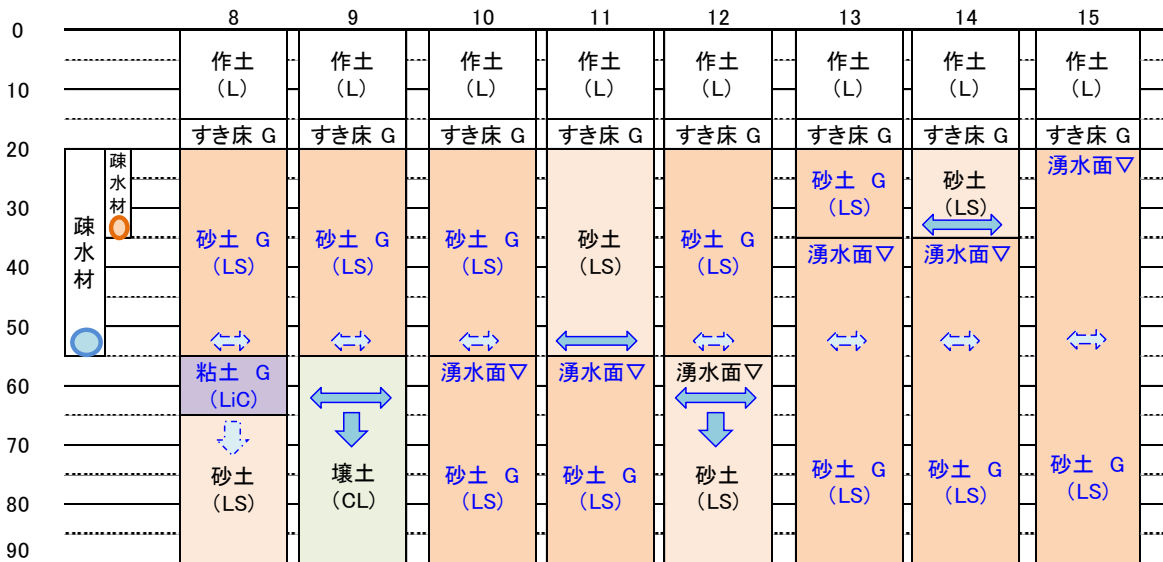 8 9 10 11 12 13 14 15
0
作土 作土 作土 作土 作土 作土 作土 作土
10
(L) (L) (L) (L) (L) (L) (L) (L)
すき床 G すき床 G すき床 G すき床 G すき床 G すき床 G すき床 G すき床 G
20
疎水材
疎水材
湧水面▽
砂土 G
(LS)
砂土
(LS)
30
砂土 G 砂土 G 砂土 G 砂土 砂土 G
(LS) (LS) (LS) (LS) (LS)
湧水面▽ 湧水面▽
40
50
粘土 G
(LiC)
湧水面▽ 湧水面▽ 湧水面▽
60
70
砂土 壌土 砂土 G 砂土 G 砂土 砂土 G 砂土 G 砂土 G
(LS) (CL) (LS) (LS) (LS) (LS) (LS) (LS)
80
90